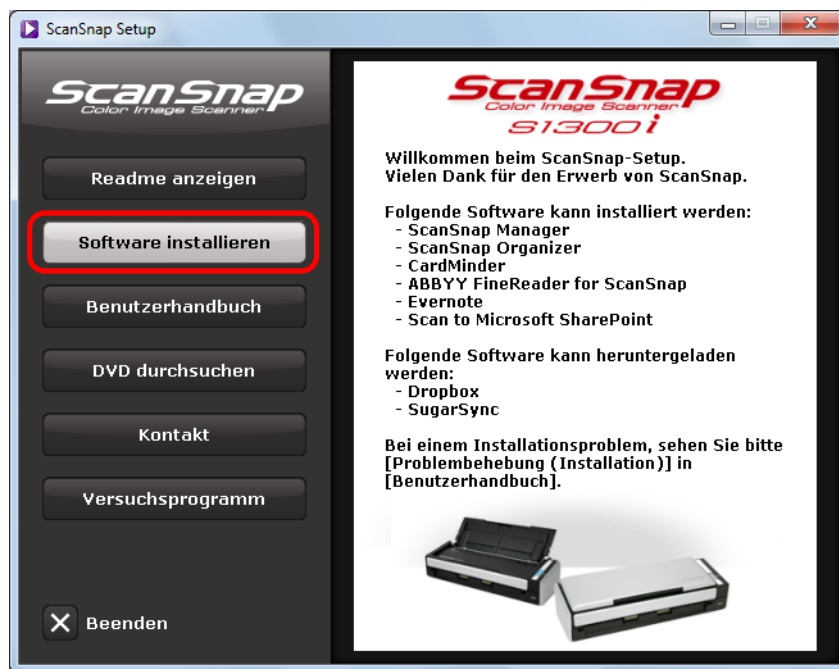 ScanSnap Setup
ScanSnap
Color Image Scanner
Readme anzeigen
Software installieren
Benutzerhandbuch
DVD durchsuchen
Kontakt
Versuchsprogramm
Beenden
ScanSnap
Color Image Scanner
S1300i
Willkommen beim ScanSnap-Setup.
Vielen Dank für den Erwerb von ScanSnap.
Folgende Software kann installiert werden:
- ScanSnap Manager
- ScanSnap Organizer
- CardMinder
- ABBYY FineReader for ScanSnap
- Evernote
- Scan to Microsoft SharePoint
Folgende Software kann heruntergeladen
werden:
- Dropbox
- SugarSync
Bei einem Installationsproblem, sehen Sie bitte
[Problembehebung (Installation)] in
[Benutzerhandbuch].